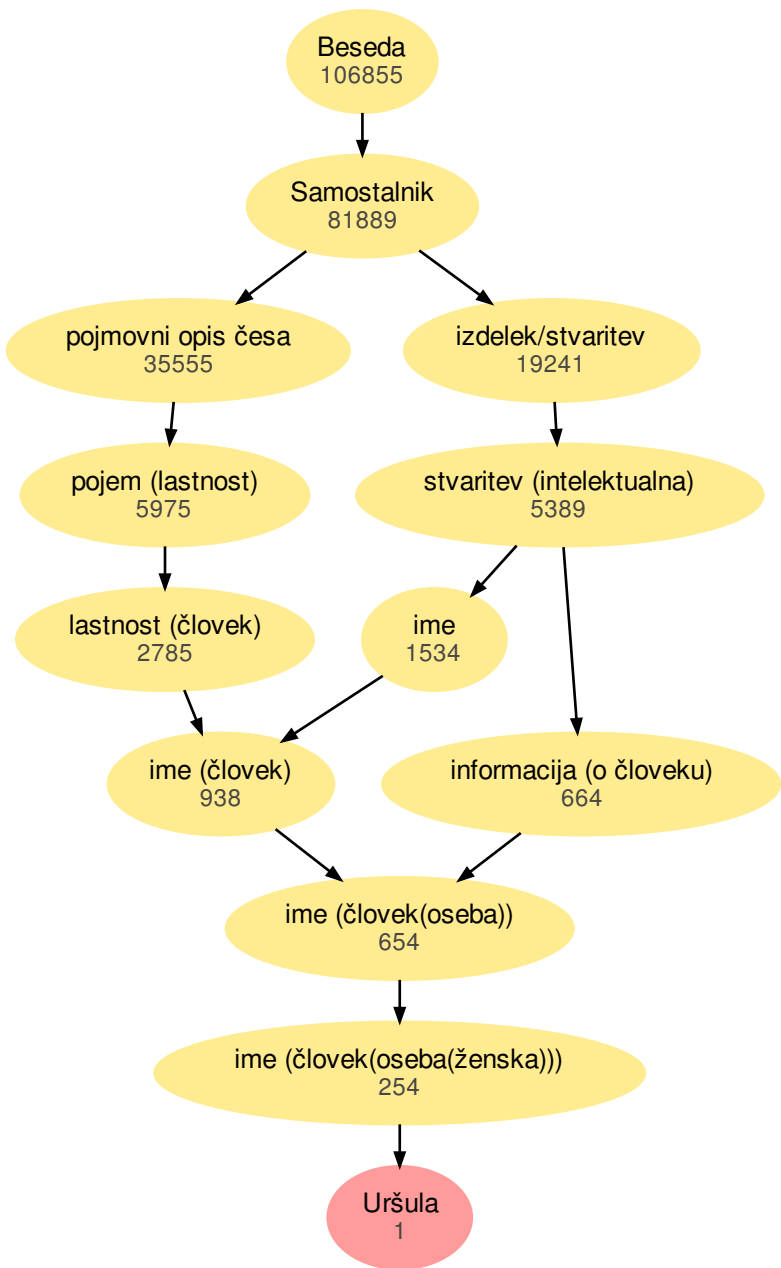 Beseda
106855
Samostalnik
81889
pojmovni opis česa
35555
izdelek/stvaritev
19241
pojem (lastnost)
5975
stvaritev (intelektualna)
5389
lastnost (človek)
2785
ime
1534
ime (človek)
938
informacija (o človeku)
664
ime (človek(oseba))
654
ime (človek(oseba(ženska)))
254
Uršula
1